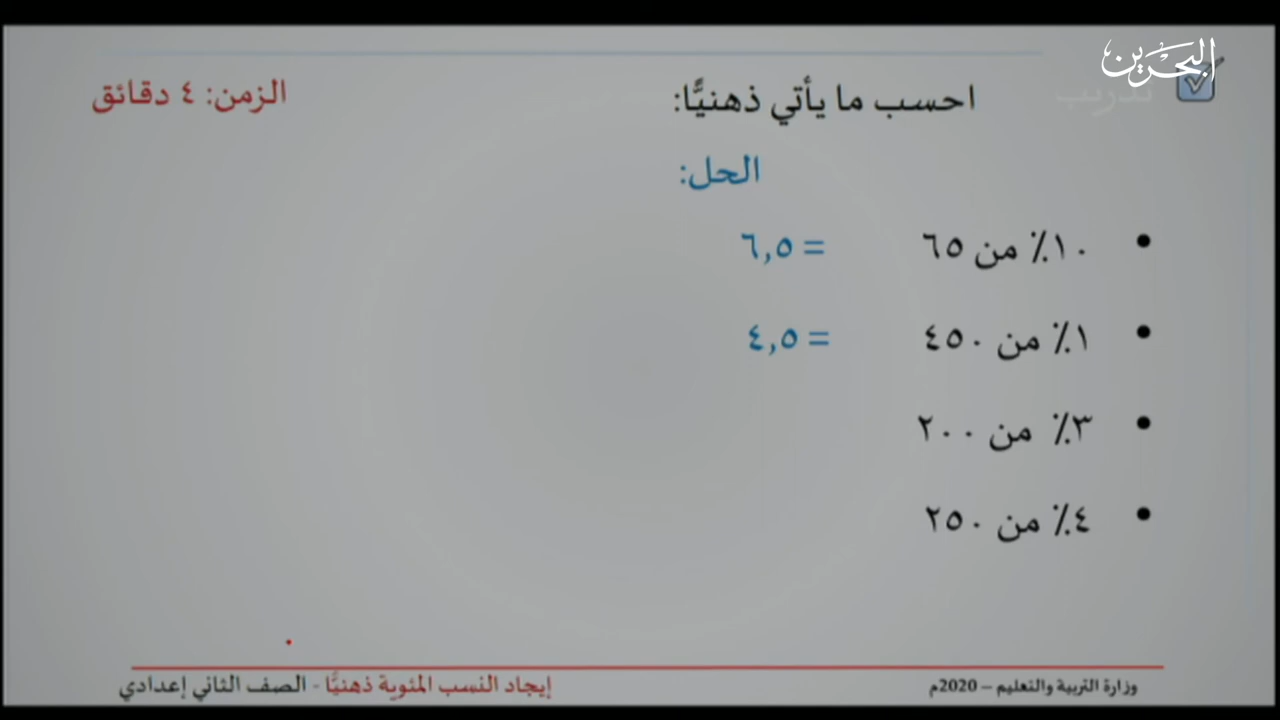 البحرين
تدريب
احسب ما يأتي ذهنيًّا:
الزمن: ٤ دقائق
الحل:
• ١٠٪ من ٦٥ = ٦,٥
• ١٪ من ٤٥٠ = ٤,٥
• ٣٪ من ٢٠٠
• ٤٪ من ٢٥٠
وزارة التربية والتعليم – 2020م
إيجاد النسب المئوية ذهنيًّا - الصف الثاني إعدادي